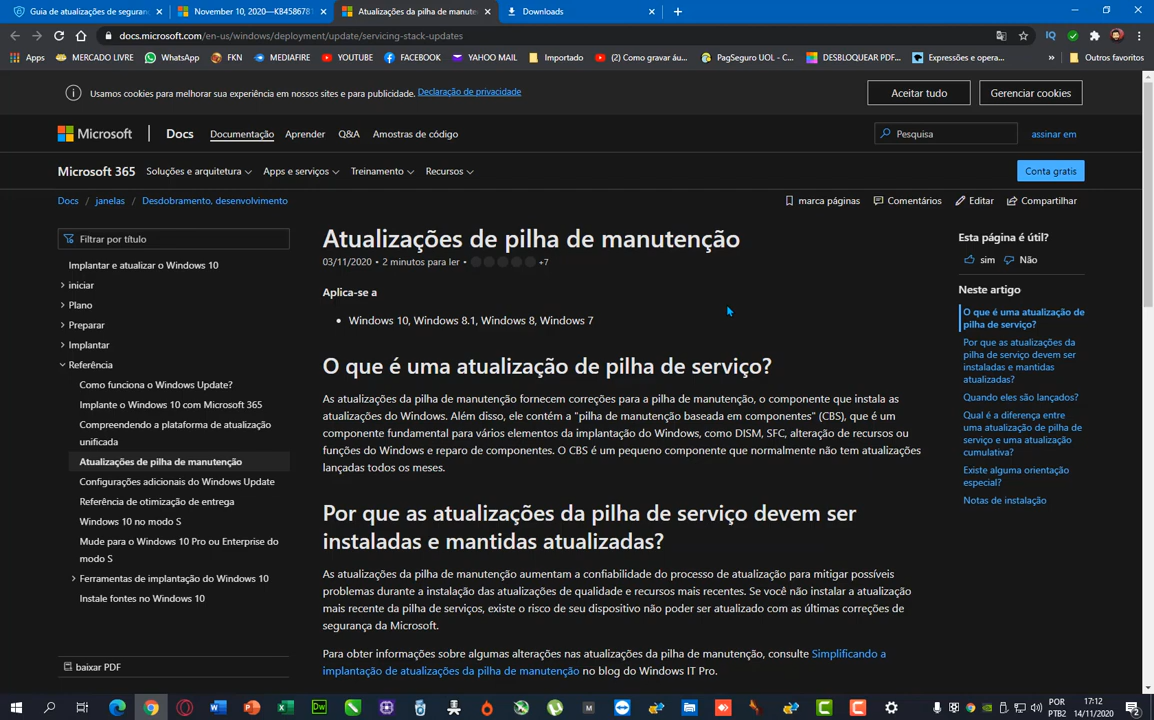 Guia de atualizações de seguran
November 10, 2020—KB4586781
Atualizações da pilha de manute
Downloads
docs.microsoft.com/en-us/windows/deployment/update/servicing-stack-updates
Apps
MERCADO LIVRE
WhatsApp
FKN
MEDIAFIRE
YOUTUBE
FACEBOOK
YAHOO MAIL
Importado
(2) Como gravar áu...
PagSeguro UOL - C...
DESBLOQUEAR PDF...
Expressões e opera...
»
Outros favoritos
Usamos cookies para melhorar sua experiência em nossos sites e para publicidade. Declaração de privacidade
Aceitar tudo
Gerenciar cookies
Microsoft
Docs
Documentação
Aprender
Q&A
Amostras de código
Pesquisa
assinar em
Microsoft 365
Soluções e arquitetura
Apps e serviços
Treinamento
Recursos
Conta gratis
Docs / janelas / Desdobramento, desenvolvimento
marca páginas
Comentários
Editar
Compartilhar
Filtrar por título
Implantar e atualizar o Windows 10
iniciar
Plano
Preparar
Implantar
Referência
Como funciona o Windows Update?
Implante o Windows 10 com Microsoft 365
Compreendendo a plataforma de atualização
unificada
Atualizações de pilha de manutenção
Configurações adicionais do Windows Update
Referência de otimização de entrega
Windows 10 no modo S
Mude para o Windows 10 Pro ou Enterprise do
modo S
Ferramentas de implantação do Windows 10
Instale fontes no Windows 10
baixar PDF
Atualizações de pilha de manutenção
03/11/2020 • 2 minutos para ler • +7
Aplica-se a
• Windows 10, Windows 8.1, Windows 8, Windows 7
O que é uma atualização de pilha de serviço?
As atualizações da pilha de manutenção fornecem correções para a pilha de manutenção, o componente que instala as
atualizações do Windows. Além disso, ele contém a "pilha de manutenção baseada em componentes" (CBS), que é um
componente fundamental para vários elementos da implantação do Windows, como DISM, SFC, alteração de recursos ou
funções do Windows e reparo de componentes. O CBS é um pequeno componente que normalmente não tem atualizações
lançadas todos os meses.
Por que as atualizações da pilha de serviço devem ser
instaladas e mantidas atualizadas?
As atualizações da pilha de manutenção aumentam a confiabilidade do processo de atualização para mitigar possíveis
problemas durante a instalação das atualizações de qualidade e recursos mais recentes. Se você não instalar a atualização
mais recente da pilha de serviços, existe o risco de seu dispositivo não poder ser atualizado com as últimas correções de
segurança da Microsoft.
Para obter informações sobre algumas alterações nas atualizações da pilha de manutenção, consulte Simplificando a
implantação de atualizações da pilha de manutenção no blog do Windows IT Pro.
Esta página é útil?
sim
Não
Neste artigo
O que é uma atualização de
pilha de serviço?
Por que as atualizações da
pilha de serviço devem ser
instaladas e mantidas
atualizadas?
Quando eles são lançados?
Qual é a diferença entre
uma atualização de pilha de
serviço e uma atualização
cumulativa?
Existe alguma orientação
especial?
Notas de instalação
POR
PTB2
17:12
14/11/2020
2